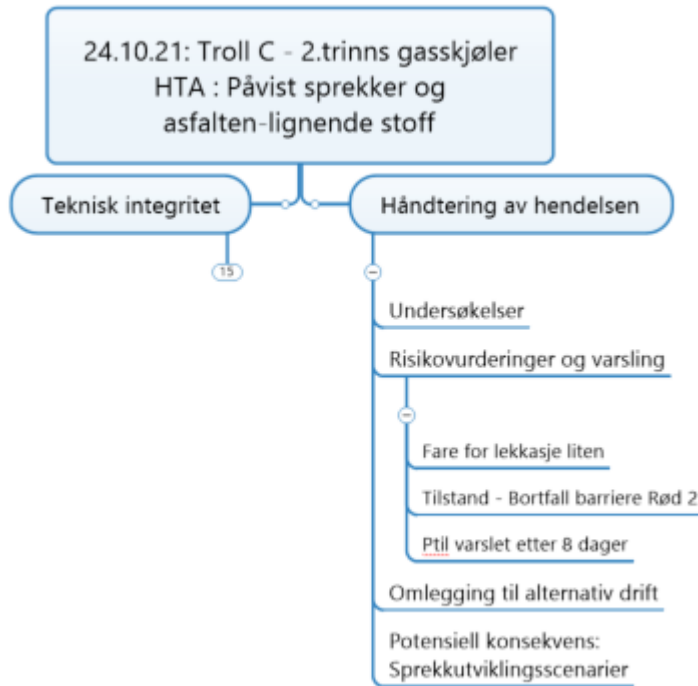 24.10.21: Troll C - 2.trinns gasskjøler
HTA : Påvist sprekker og
asfalten-lignende stoff
Teknisk integritet
Håndtering av hendelsen
15
Undersøkelser
Risikovurderinger og varsling
Fare for lekkasje liten
Tilstand - Bortfall barriere Rød 2
Ptil varslet etter 8 dager
Omlegging til alternativ drift
Potensiell konsekvens:
Sprekkutviklingsscenarier